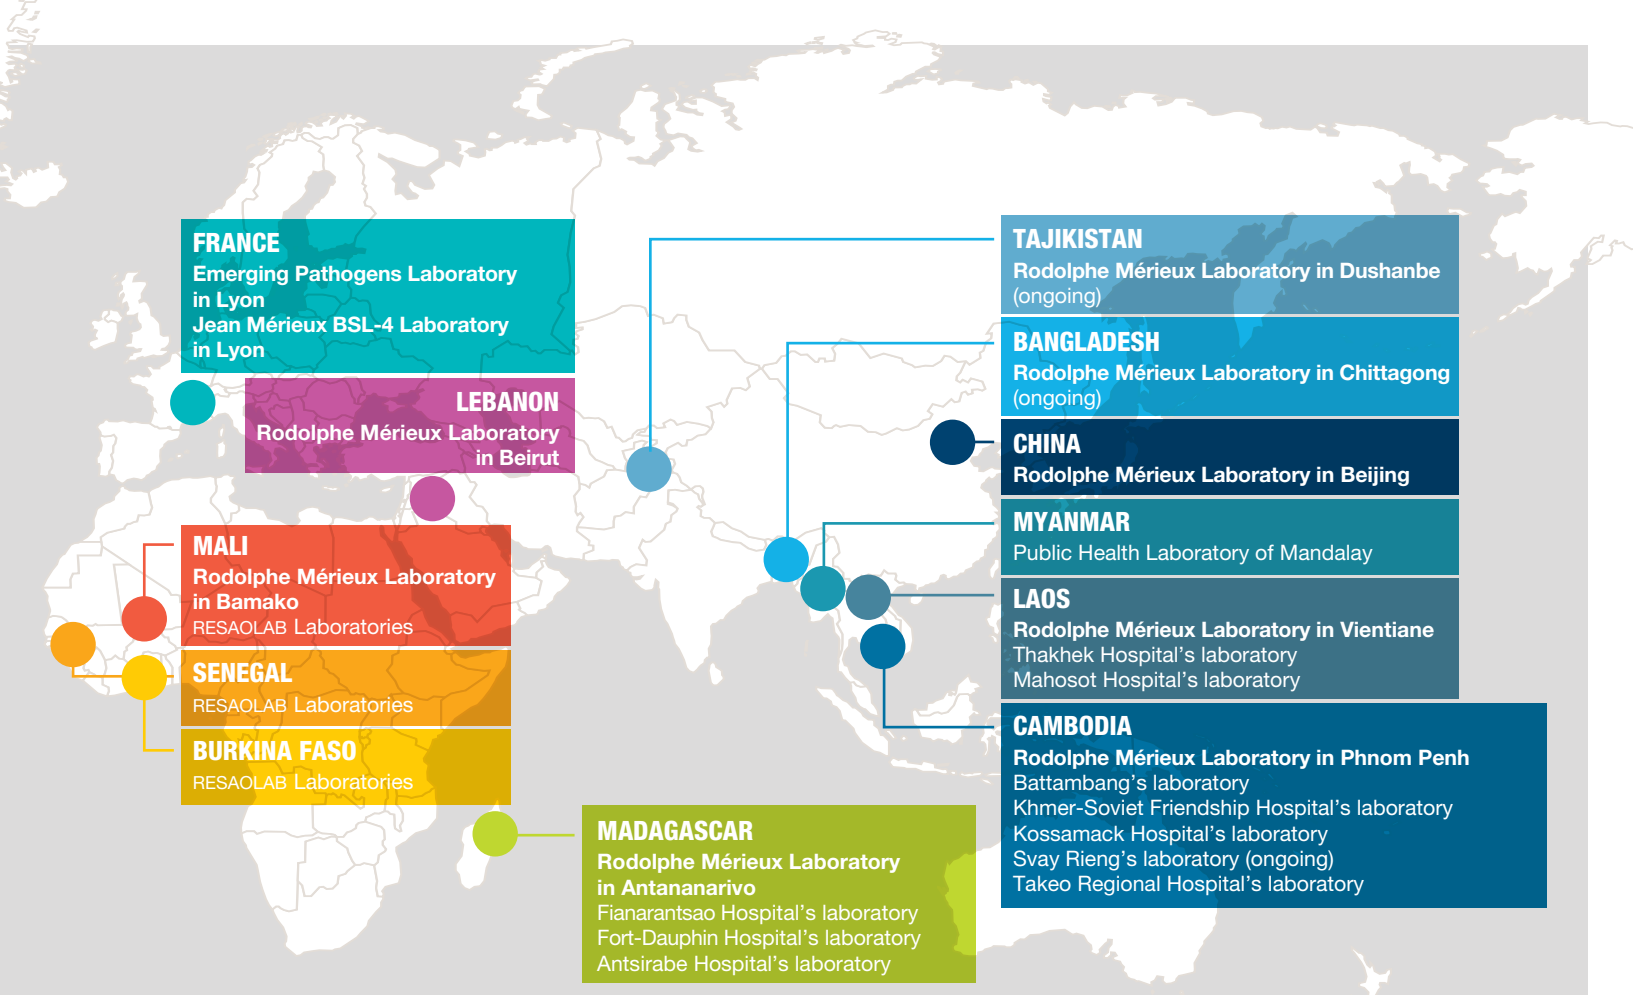 FRANCE
Emerging Pathogens Laboratory
in Lyon
Jean Mérieux BSL-4 Laboratory
in Lyon
LEBANON
Rodolphe Mérieux Laboratory
in Beirut
MALI
Rodolphe Mérieux Laboratory
in Bamako
RESAOLAB Laboratories
SENEGAL
RESAOLAB Laboratories
BURKINA FASO
RESAOLAB Laboratories
MADAGASCAR
Rodolphe Mérieux Laboratory
in Antananarivo
Fianarantsao Hospital's laboratory
Fort-Dauphin Hospital's laboratory
Antsirabe Hospital's laboratory
TAJIKISTAN
Rodolphe Mérieux Laboratory in Dushanbe
(ongoing)
BANGLADESH
Rodolphe Mérieux Laboratory in Chittagong
(ongoing)
CHINA
Rodolphe Mérieux Laboratory in Beijing
MYANMAR
Public Health Laboratory of Mandalay
LAOS
Rodolphe Mérieux Laboratory in Vientiane
Thakhek Hospital's laboratory
Mahosot Hospital's laboratory
CAMBODIA
Rodolphe Mérieux Laboratory in Phnom Penh
Battambang's laboratory
Khmer-Soviet Friendship Hospital's laboratory
Kossamack Hospital's laboratory
Svay Rieng's laboratory (ongoing)
Takeo Regional Hospital's laboratory